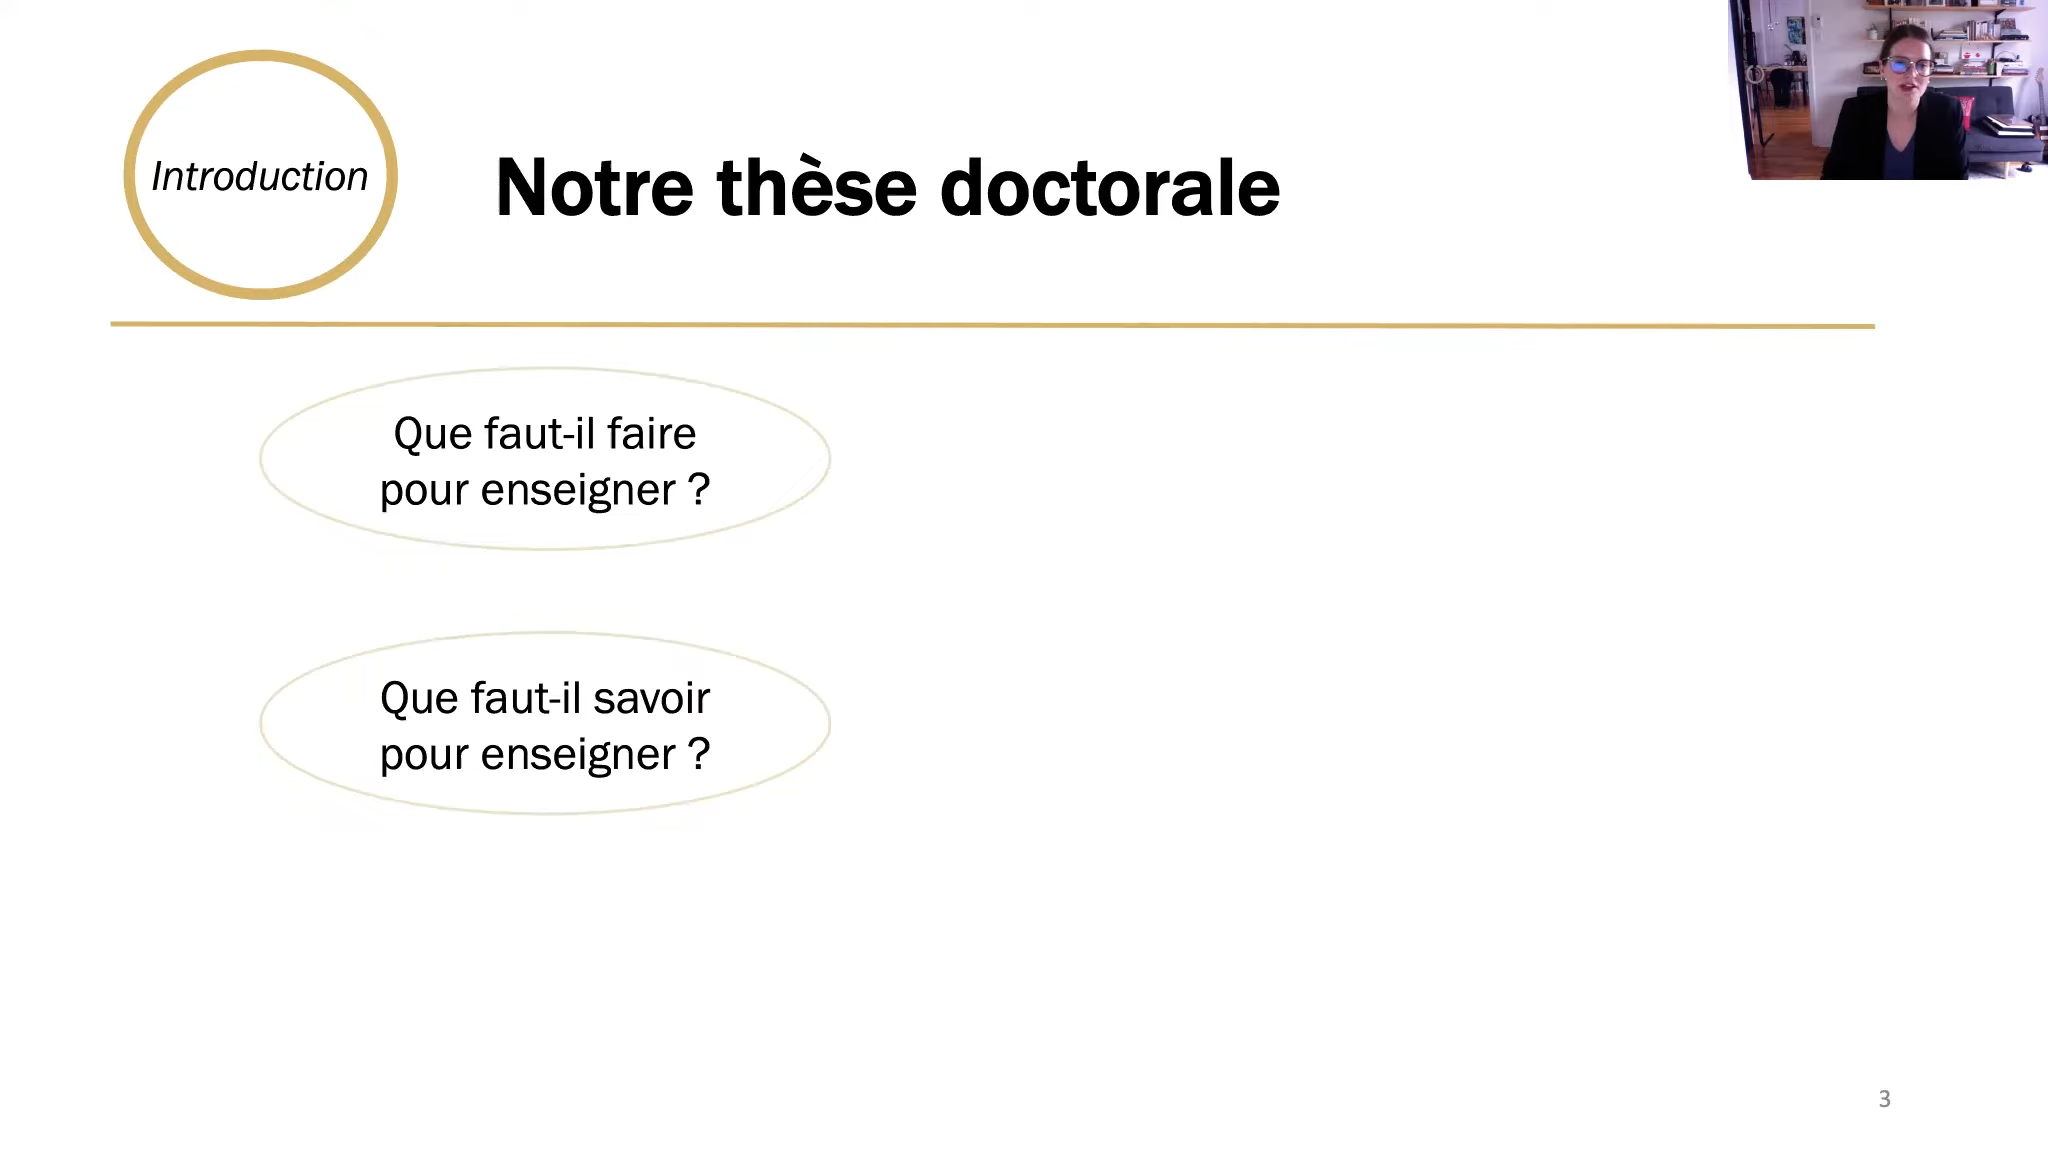 Introduction
Notre thèse doctorale
Que faut-il faire
pour enseigner ?
Que faut-il savoir
pour enseigner ?
3